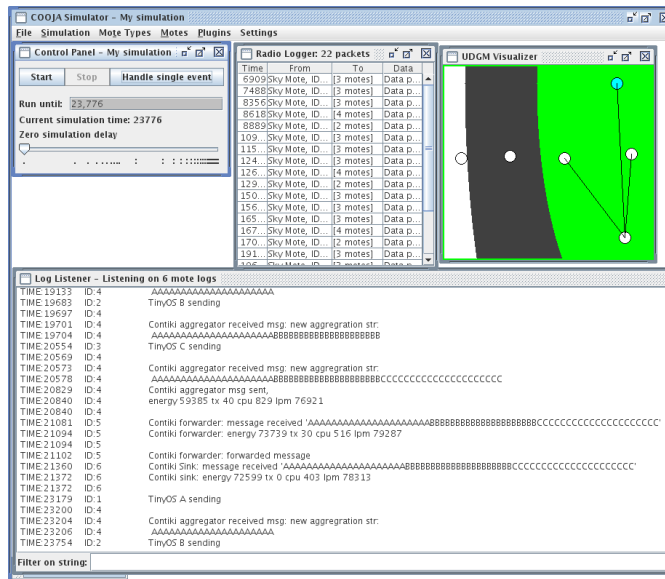 COOJA Simulator - My simulation
File Simulation Mote Types Motes Plugins Settings
Control Panel - My simulation
Start Stop Handle single event
Run until: 23,776
Current simulation time: 23776
Zero simulation delay
Radio Logger: 22 packets
Time From To Data
6909 Sky Mote, ID... [3 motes] Data p...
7488 Sky Mote, ID... [3 motes] Data p...
8356 Sky Mote, ID... [3 motes] Data p...
8618 Sky Mote, ID... [4 motes] Data p...
8889 Sky Mote, ID... [2 motes] Data p...
109... Sky Mote, ID... [3 motes] Data p...
115... Sky Mote, ID... [3 motes] Data p...
124... Sky Mote, ID... [3 motes] Data p...
126... Sky Mote, ID... [4 motes] Data p...
129... Sky Mote, ID... [2 motes] Data p...
150... Sky Mote, ID... [3 motes] Data p...
156... Sky Mote, ID... [3 motes] Data p...
165... Sky Mote, ID... [3 motes] Data p...
167... Sky Mote, ID... [4 motes] Data p...
170... Sky Mote, ID... [2 motes] Data p...
191... Sky Mote, ID... [3 motes] Data p...
UDGM Visualizer
Log Listener - Listening on 6 mote logs
TIME:19133 ID:4 AAAAAAAAAAAAAAAAAAAAAA
TIME:19683 ID:2 TinyOS B sending
TIME:19697 ID:4
TIME:19701 ID:4 Contiki aggregator received msg: new aggregration str:
TIME:19704 ID:4 AAAAAAAAAAAAAAAAAAAAAABBBBBBBBBBBBBBBBBBBBBB
TIME:20554 ID:3 TinyOS C sending
TIME:20569 ID:4
TIME:20573 ID:4 Contiki aggregator received msg: new aggregration str:
TIME:20578 ID:4 AAAAAAAAAAAAAAAAAAAAAABBBBBBBBBBBBBBBBBBBBBBCCCCCCCCCCCCCCCCCCCCCC
TIME:20829 ID:4 Contiki aggregator msg sent,
TIME:20840 ID:4 energy 59385 tx 40 cpu 829 lpm 76921
TIME:20840 ID:4
TIME:21081 ID:5 Contiki forwarder: message received 'AAAAAAAAAAAAAAAAAAAAAABBBBBBBBBBBBBBBBBBBBBBCCCCCCCCCCCCCCCCCCCCCC'
TIME:21094 ID:5 Contiki forwarder: energy 73739 tx 30 cpu 516 lpm 79287
TIME:21094 ID:5
TIME:21102 ID:5 Contiki forwarder: forwarded message
TIME:21360 ID:6 Contiki Sink: message received 'AAAAAAAAAAAAAAAAAAAAAABBBBBBBBBBBBBBBBBBBBBBCCCCCCCCCCCCCCCCCCCCCC'
TIME:21372 ID:6 Contiki sink: energy 72599 tx 0 cpu 403 lpm 78313
TIME:21372 ID:6
TIME:23179 ID:1 TinyOS A sending
TIME:23200 ID:4
TIME:23204 ID:4 Contiki aggregator received msg: new aggregration str:
TIME:23206 ID:4 AAAAAAAAAAAAAAAAAAAAAA
TIME:23754 ID:2 TinyOS B sending
Filter on string: